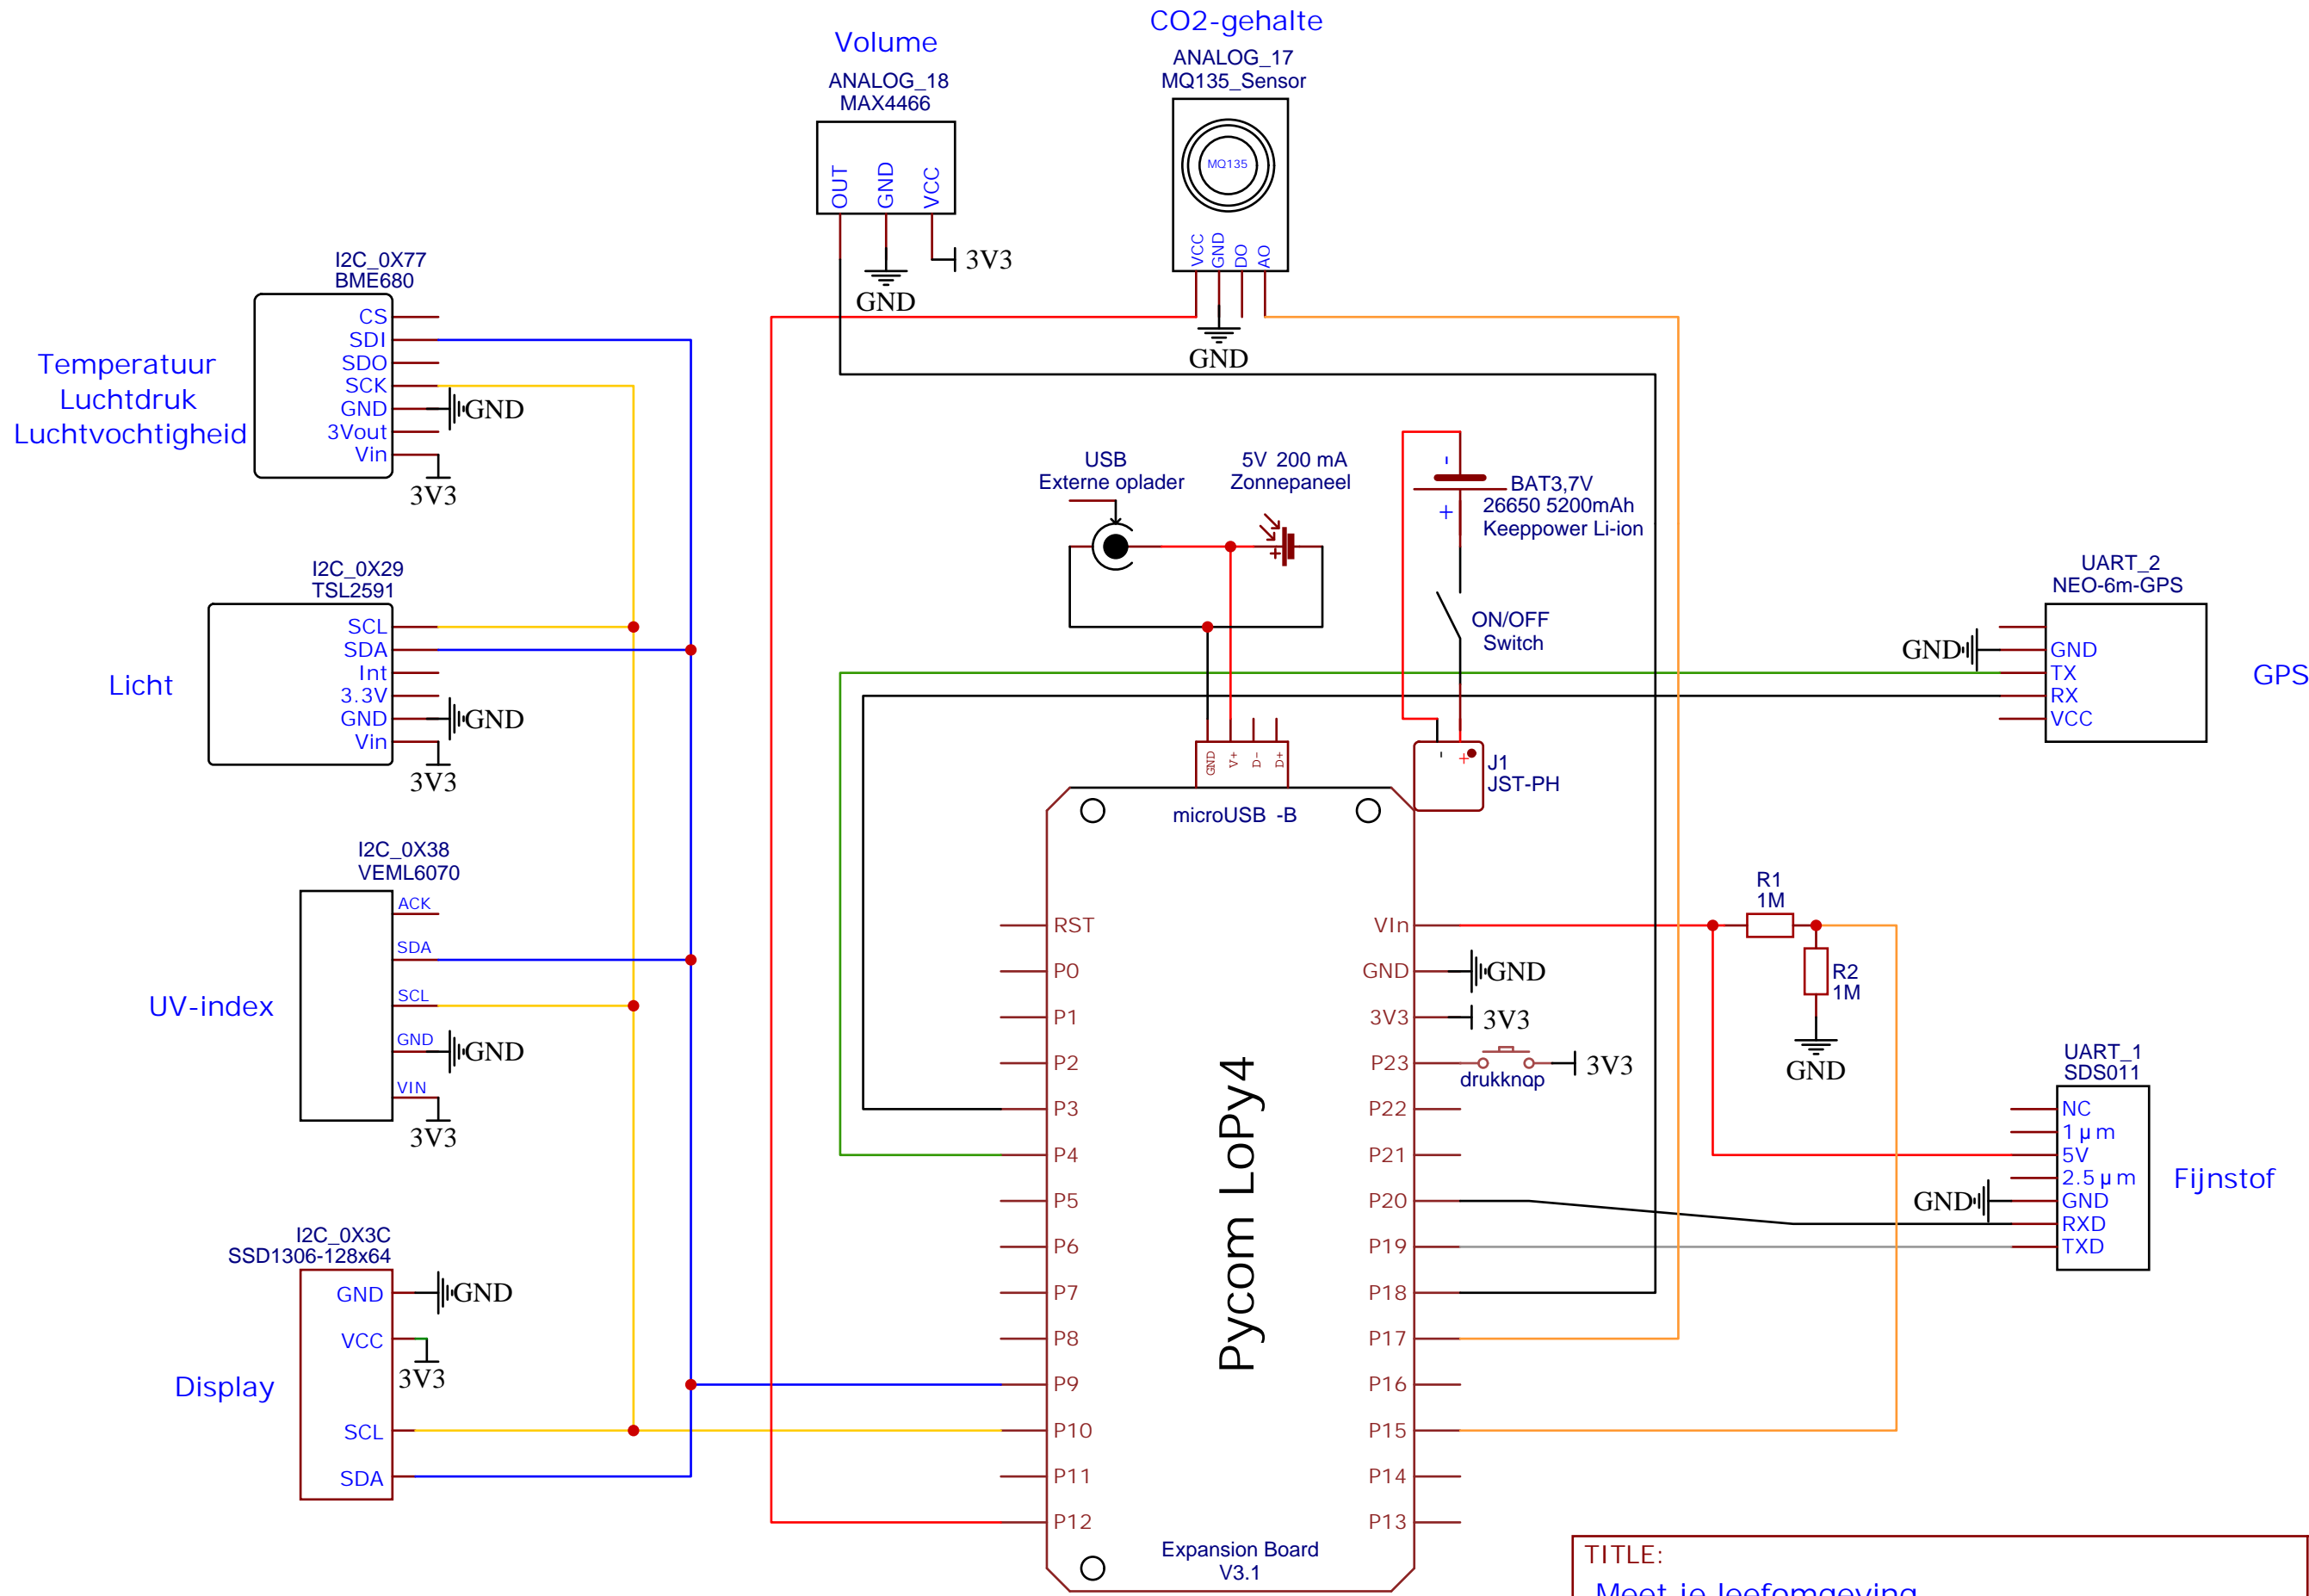 CO2-gehalte
ANALOG_17
MQ135_Sensor
MQ135
VCC
GND
DO
AO
GND
Volume
ANALOG_18
MAX4466
OUT
GND
VCC
3V3
GND
I2C_0X77
BME680
CS
SDI
SDO
SCK
GND
3Vout
Vin
GND
3V3
Temperatuur
Luchtdruk
Luchtvochtigheid
I2C_0X29
TSL2591
SCL
SDA
Int
3.3V
GND
Vin
GND
3V3
Licht
I2C_0X38
VEML6070
ACK
SDA
SCL
GND
VIN
GND
3V3
UV-index
I2C_0X3C
SSD1306-128x64
GND
VCC
SCL
SDA
GND
3V3
Display
USB
Externe oplader
5V 200 mA
Zonnepaneel
-
+
BAT3,7V
26650 5200mAh
Keeppower Li-ion
ON/OFF
Switch
GND
V+
D-
D+
microUSB -B
-
+
J1
JST-PH
RST
P0
P1
P2
P3
P4
P5
P6
P7
P8
P9
P10
P11
P12
Pycom LoPy4
VIn
GND
3V3
P23
P22
P21
P20
P19
P18
P17
P16
P15
P14
P13
Expansion Board
V3.1
GND
3V3
drukknop
3V3
R1
1M
R2
1M
GND
UART_2
NEO-6m-GPS
GND
TX
RX
VCC
GND
GPS
UART_1
SDS011
NC
1µm
5V
2.5µm
GND
RXD
TXD
GND
Fijnstof
TITLE:
Meet je leefomgeving